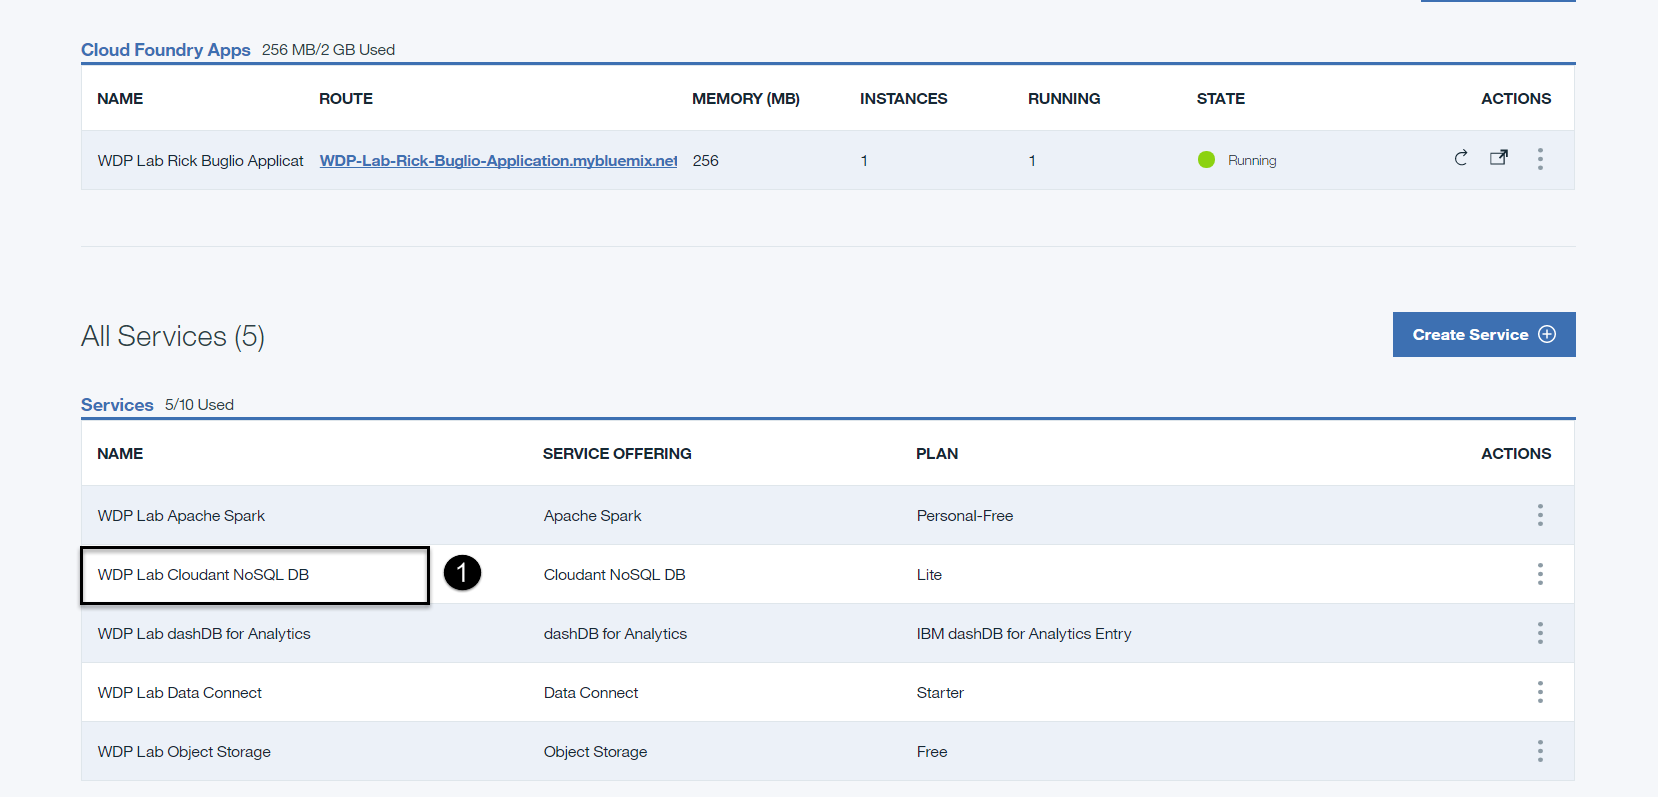 Cloud Foundry Apps 256 MB/2 GB Used
NAME ROUTE MEMORY (MB) INSTANCES RUNNING STATE ACTIONS
WDP Lab Rick Buglio Applicat WDP-Lab-Rick-Buglio-Application.mybluemix.net 256 1 1 Running
All Services (5) Create Service
Services 5/10 Used
NAME SERVICE OFFERING PLAN ACTIONS
WDP Lab Apache Spark Apache Spark Personal-Free
WDP Lab Cloudant NoSQL DB 1 Cloudant NoSQL DB Lite
WDP Lab dashDB for Analytics dashDB for Analytics IBM dashDB for Analytics Entry
WDP Lab Data Connect Data Connect Starter
WDP Lab Object Storage Object Storage Free